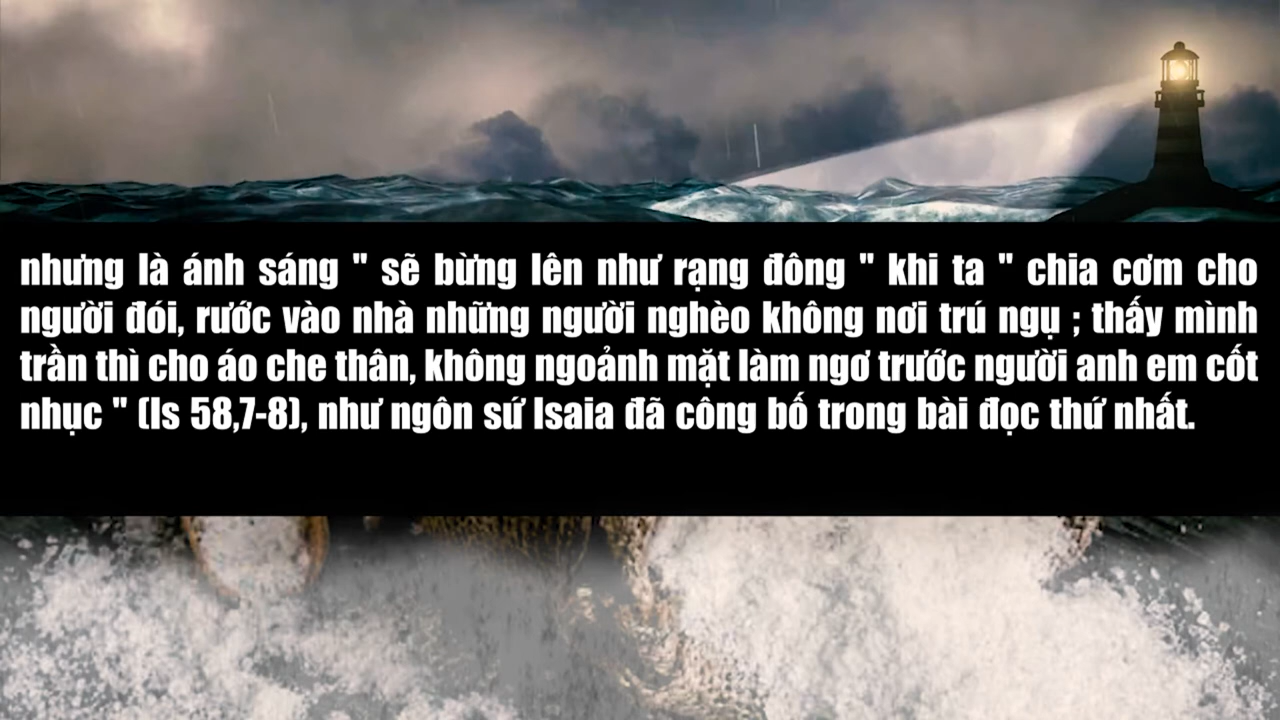 nhưng là ánh sáng " sẽ bừng lên như rạng đông " khi ta " chia cơm cho
người đói, rước vào nhà những người nghèo không nơi trú ngụ ; thấy mình
trần thì cho áo che thân, không ngoảnh mặt làm ngơ trước người anh em cốt
nhục " (Is 58,7-8), như ngôn sứ Isaia đã công bố trong bài đọc thứ nhất.